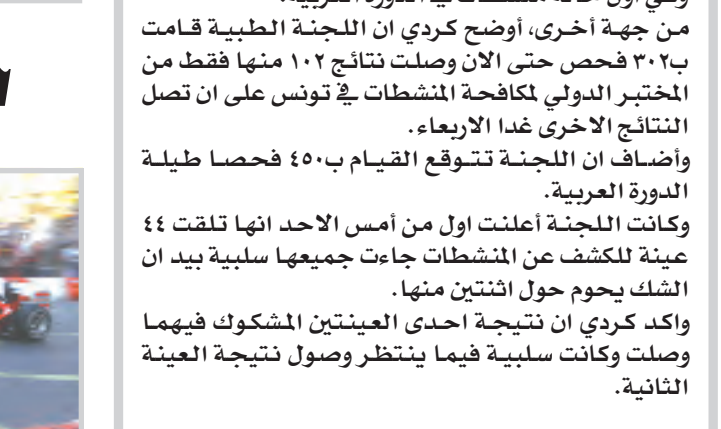 من جهة أخرى، أوضح كردي ان اللجنة الطبية قامت
ب٣٠٢ فحص حتى الان وصلت نتائج ١٠٢ منها فقط من
المختبر الدولي لمكافحة المنشطات في تونس على ان تصل
النتائج الاخرى غدا الاربعاء.
وأضاف ان اللجنة تتوقع القيام ب٤٥٠ فحصا طيلة
الدورة العربية.
وكانت اللجنة أعلنت اول من أمس الاحد انها تلقت ٤٤
عينة للكشف عن المنشطات جاءت جميعها سلبية بيد ان
الشك يحوم حول اثنتين منها.
واكد كردي ان نتيجة احدى العينتين المشكوك فيهما
وصلت وكانت سلبية فيما ينتظر وصول نتيجة العينة
الثانية.